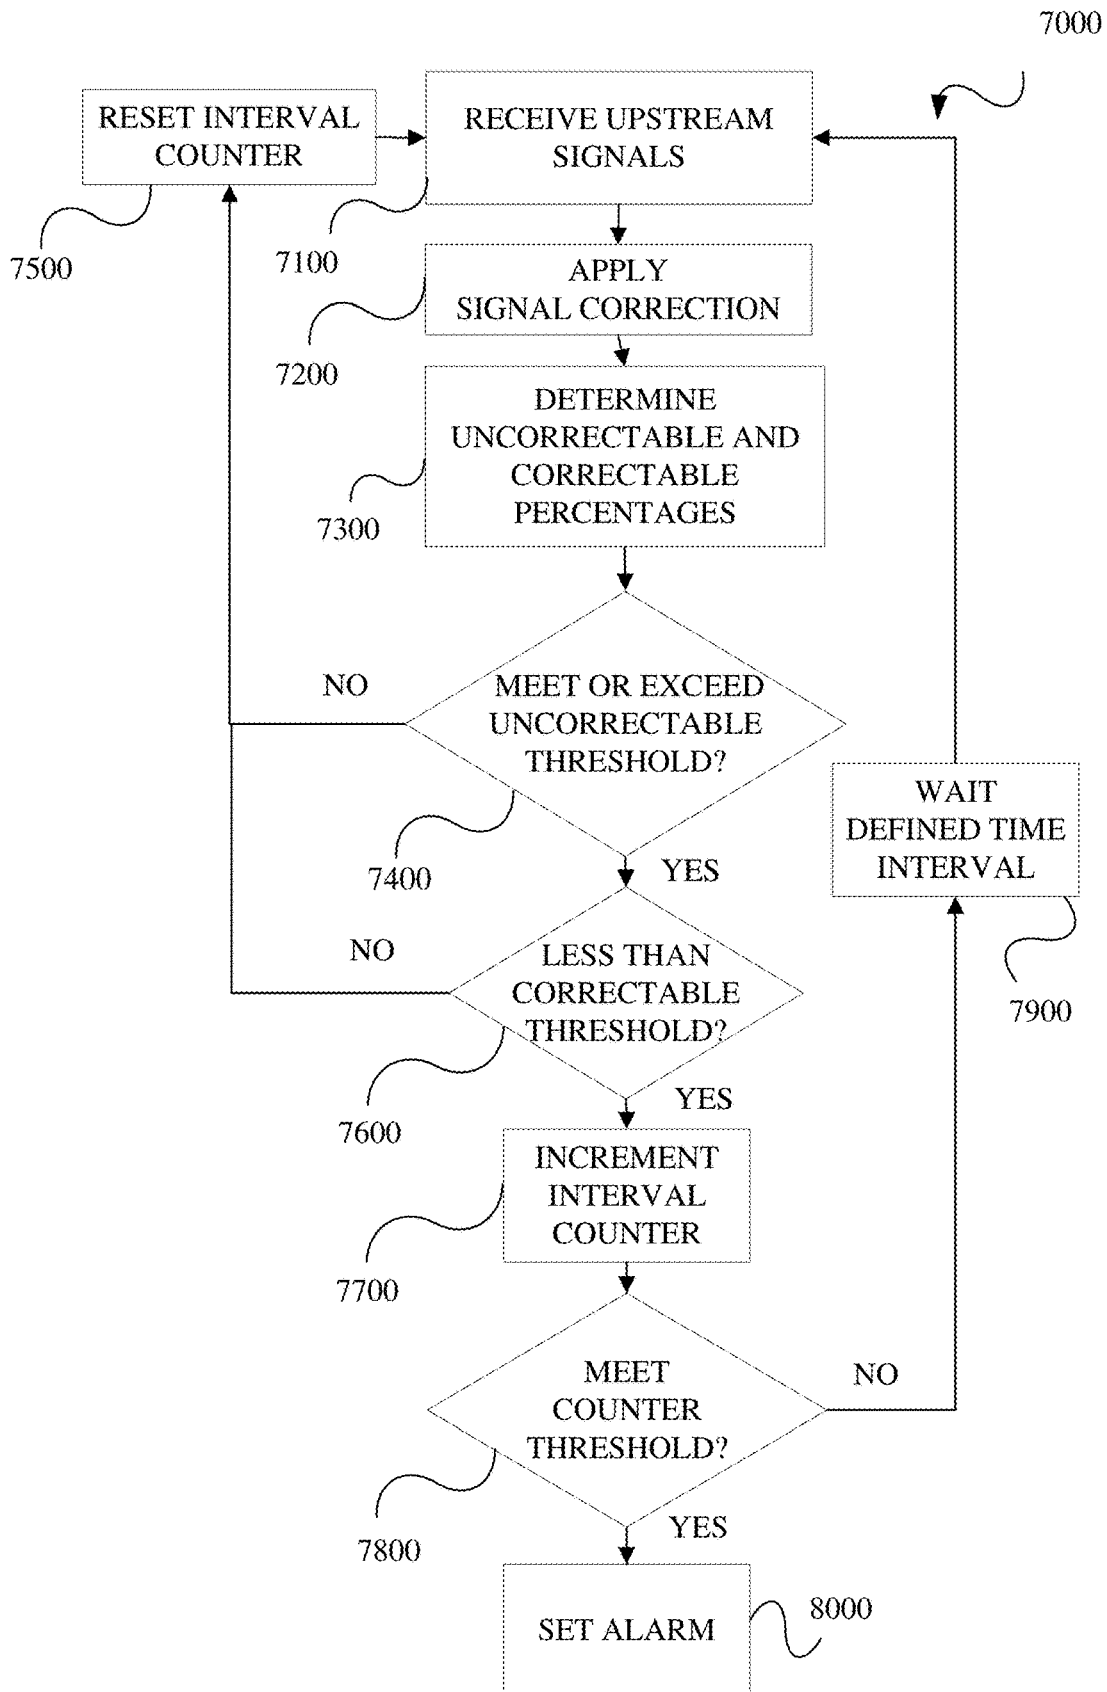 7000
RESET INTERVAL
COUNTER
RECEIVE UPSTREAM
SIGNALS
7500
7100
APPLY
SIGNAL CORRECTION
7200
DETERMINE
UNCORRECTABLE AND
CORRECTABLE
PERCENTAGES
7300
NO
MEET OR EXCEED
UNCORRECTABLE
THRESHOLD?
7400
YES
WAIT
DEFINED TIME
INTERVAL
7900
NO
LESS THAN
CORRECTABLE
THRESHOLD?
7600
YES
INCREMENT
INTERVAL
COUNTER
7700
MEET
COUNTER
THRESHOLD?
NO
7800
YES
SET ALARM
8000